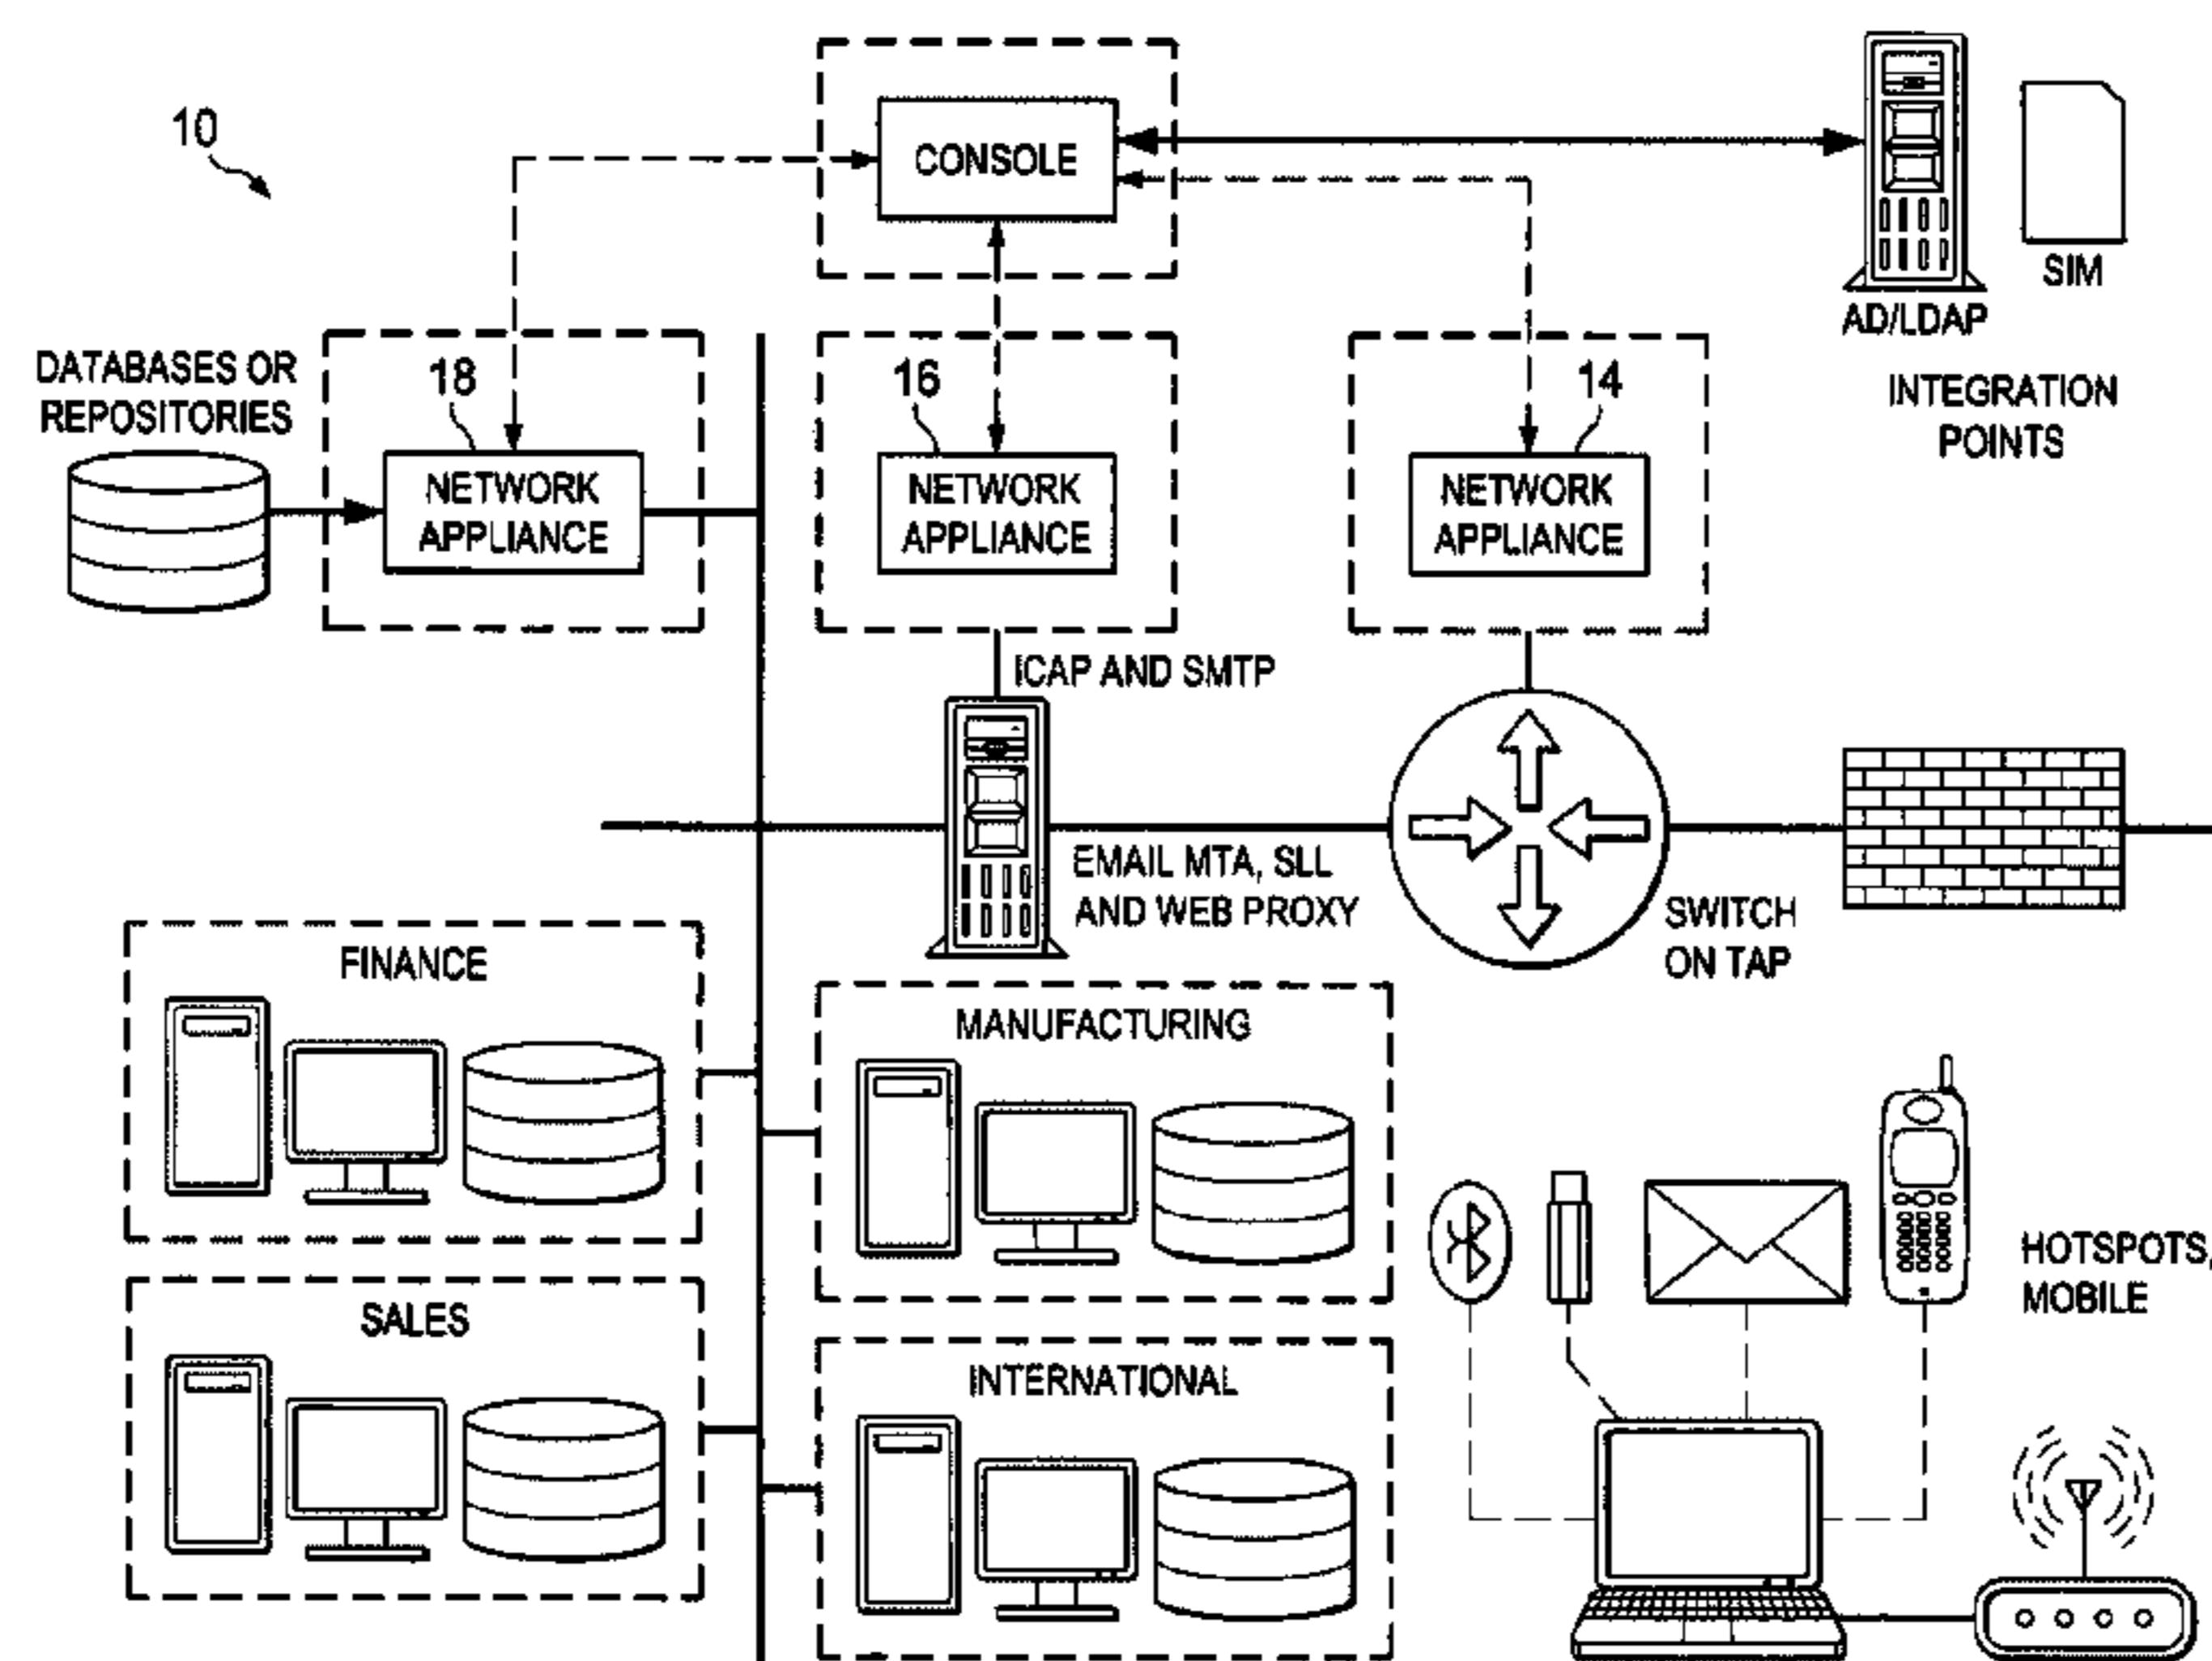 10
CONSOLE
SIM
AD/LDAP
INTEGRATION
POINTS
DATABASES OR
REPOSITORIES
18
NETWORK
APPLIANCE
16
NETWORK
APPLIANCE
14
NETWORK
APPLIANCE
ICAP AND SMTP
EMAIL MTA, SLL
AND WEB PROXY
SWITCH
ON TAP
FINANCE
MANUFACTURING
SALES
INTERNATIONAL
HOTSPOTS,
MOBILE